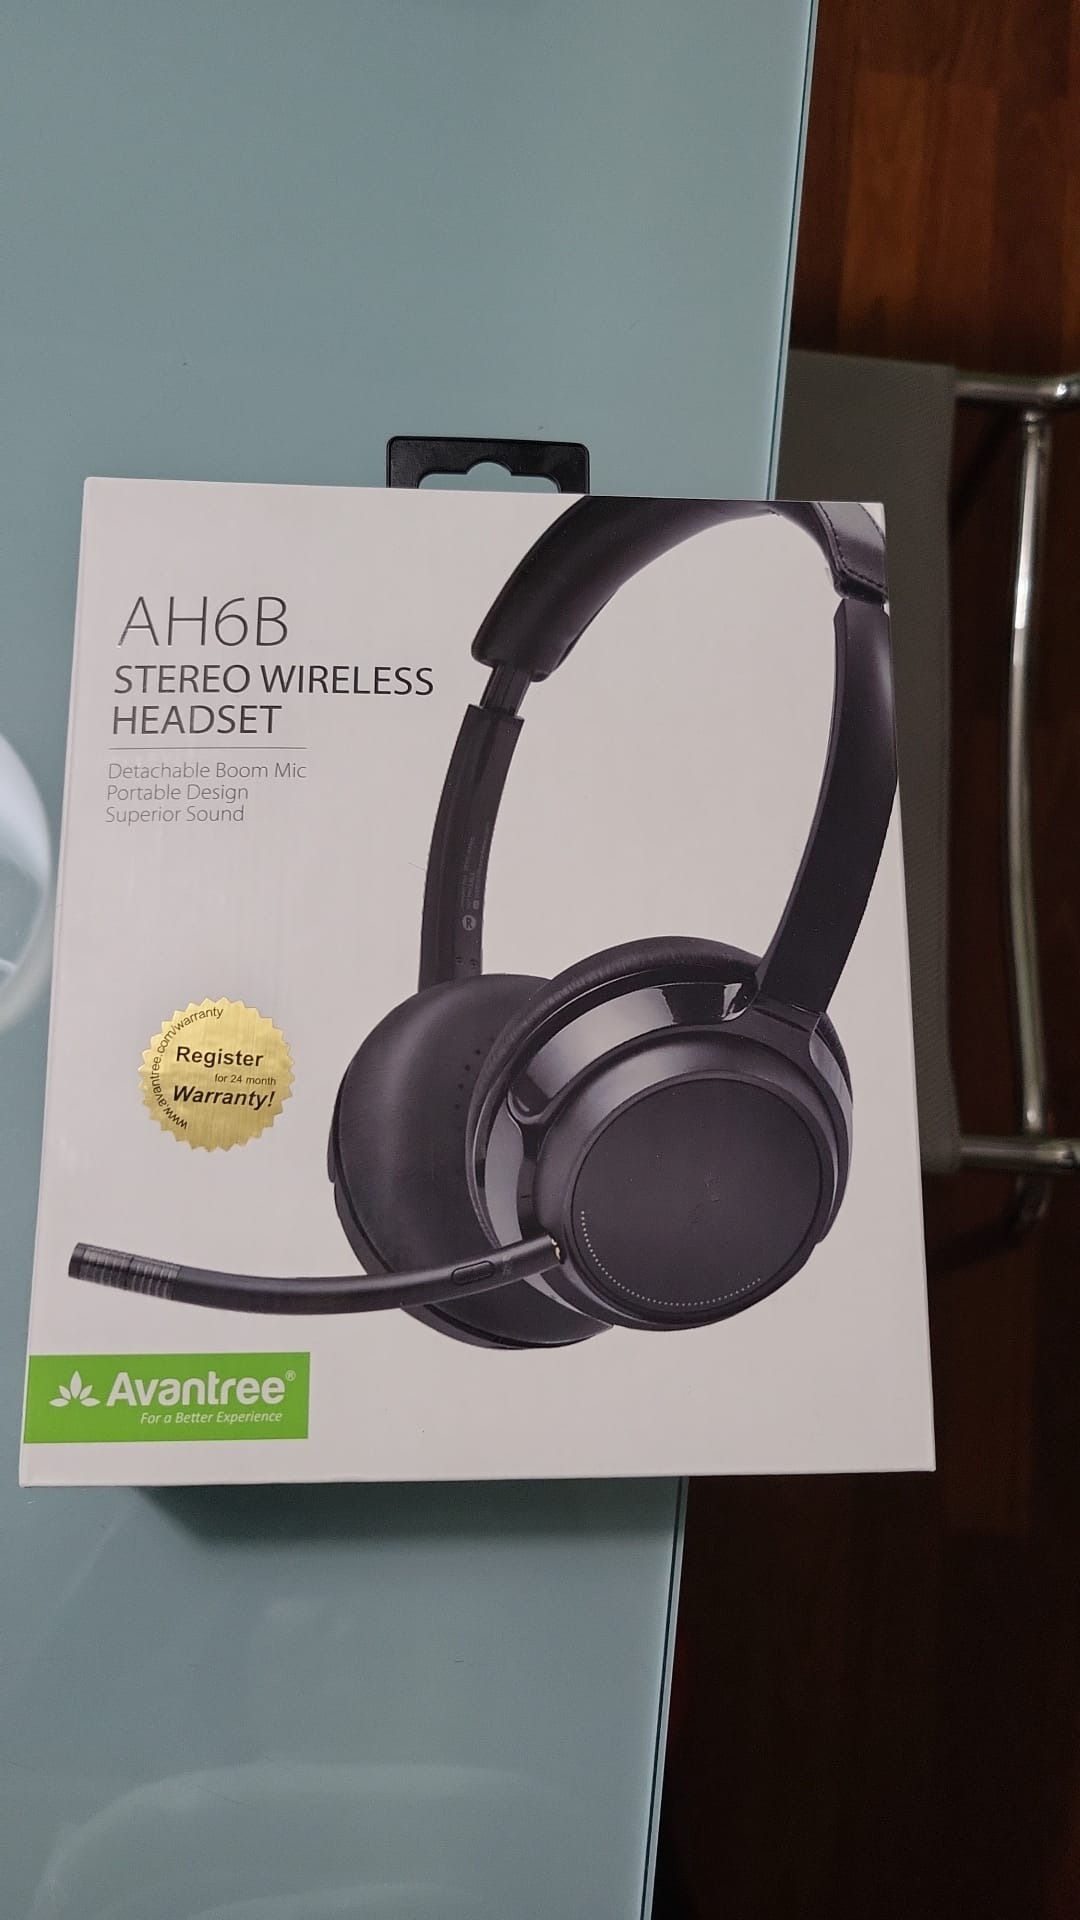 AH6B
STEREO WIRELESS
HEADSET
Detachable Boom Mic
Portable Design
Superior Sound
www.avantree.com/warranty
Register
for 24 month
Warranty!
R
Avantree®
For a Better Experience